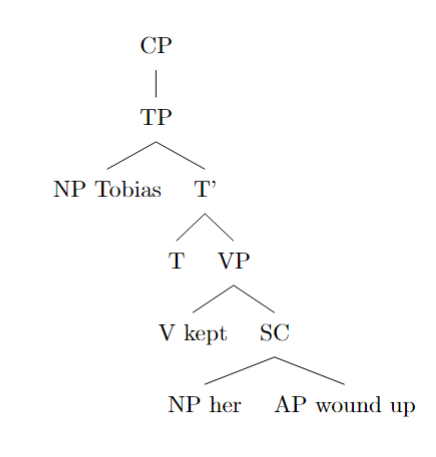 CP
TP
NP Tobias T'
T VP
V kept SC
NP her AP wound up